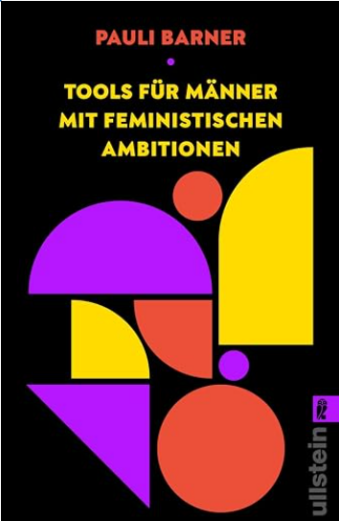 PAULI BARNER
TOOLS FÜR MÄNNER
MIT FEMINISTISCHEN
AMBITIONEN
ullstein